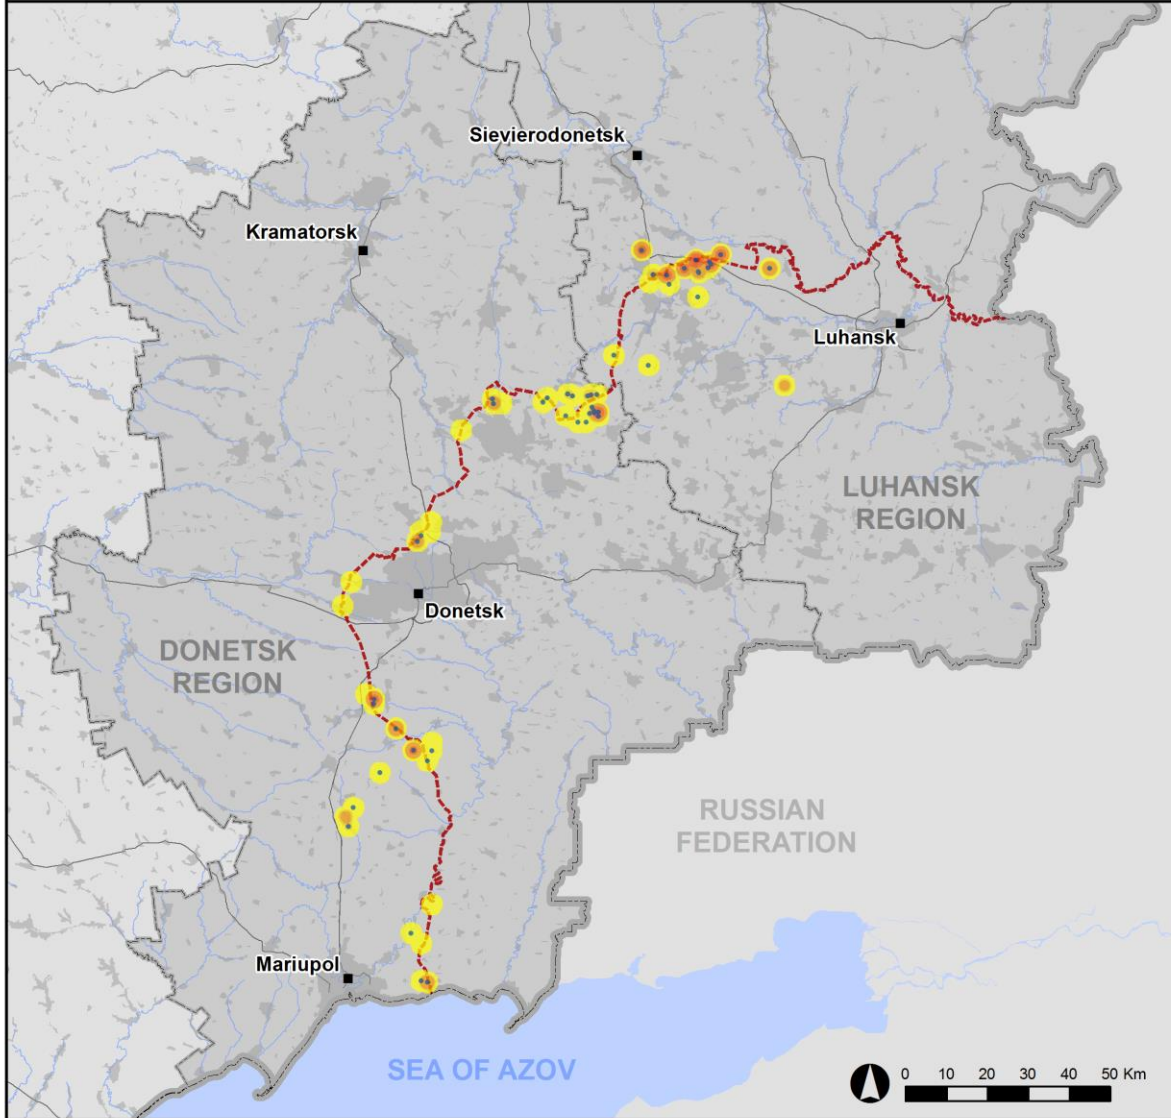 Sievierodonetsk
Kramatorsk
Luhansk
LUHANSK
REGION
Donetsk
DONETSK
REGION
RUSSIAN
FEDERATION
Mariupol
SEA OF AZOV
0 10 20 30 40 50 Km